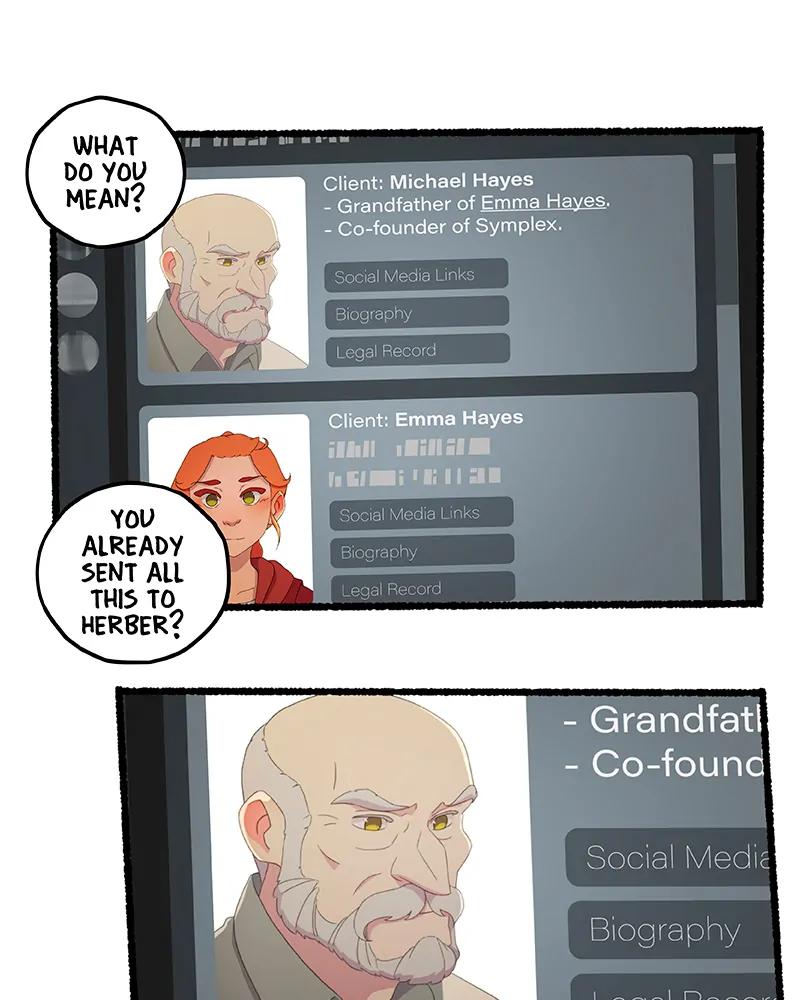 WHAT
DO YOU
MEAN?
Client: Michael Hayes
- Grandfather of Emma Hayes.
- Co-founder of Symplex.
Social Media Links
Biography
Legal Record
Client: Emma Hayes
Social Media Links
Biography
Legal Record
YOU
ALREADY
SENT ALL
THIS TO
HERBER?
- Grandfat
- Co-found
Social Media
Biography
Legal Record